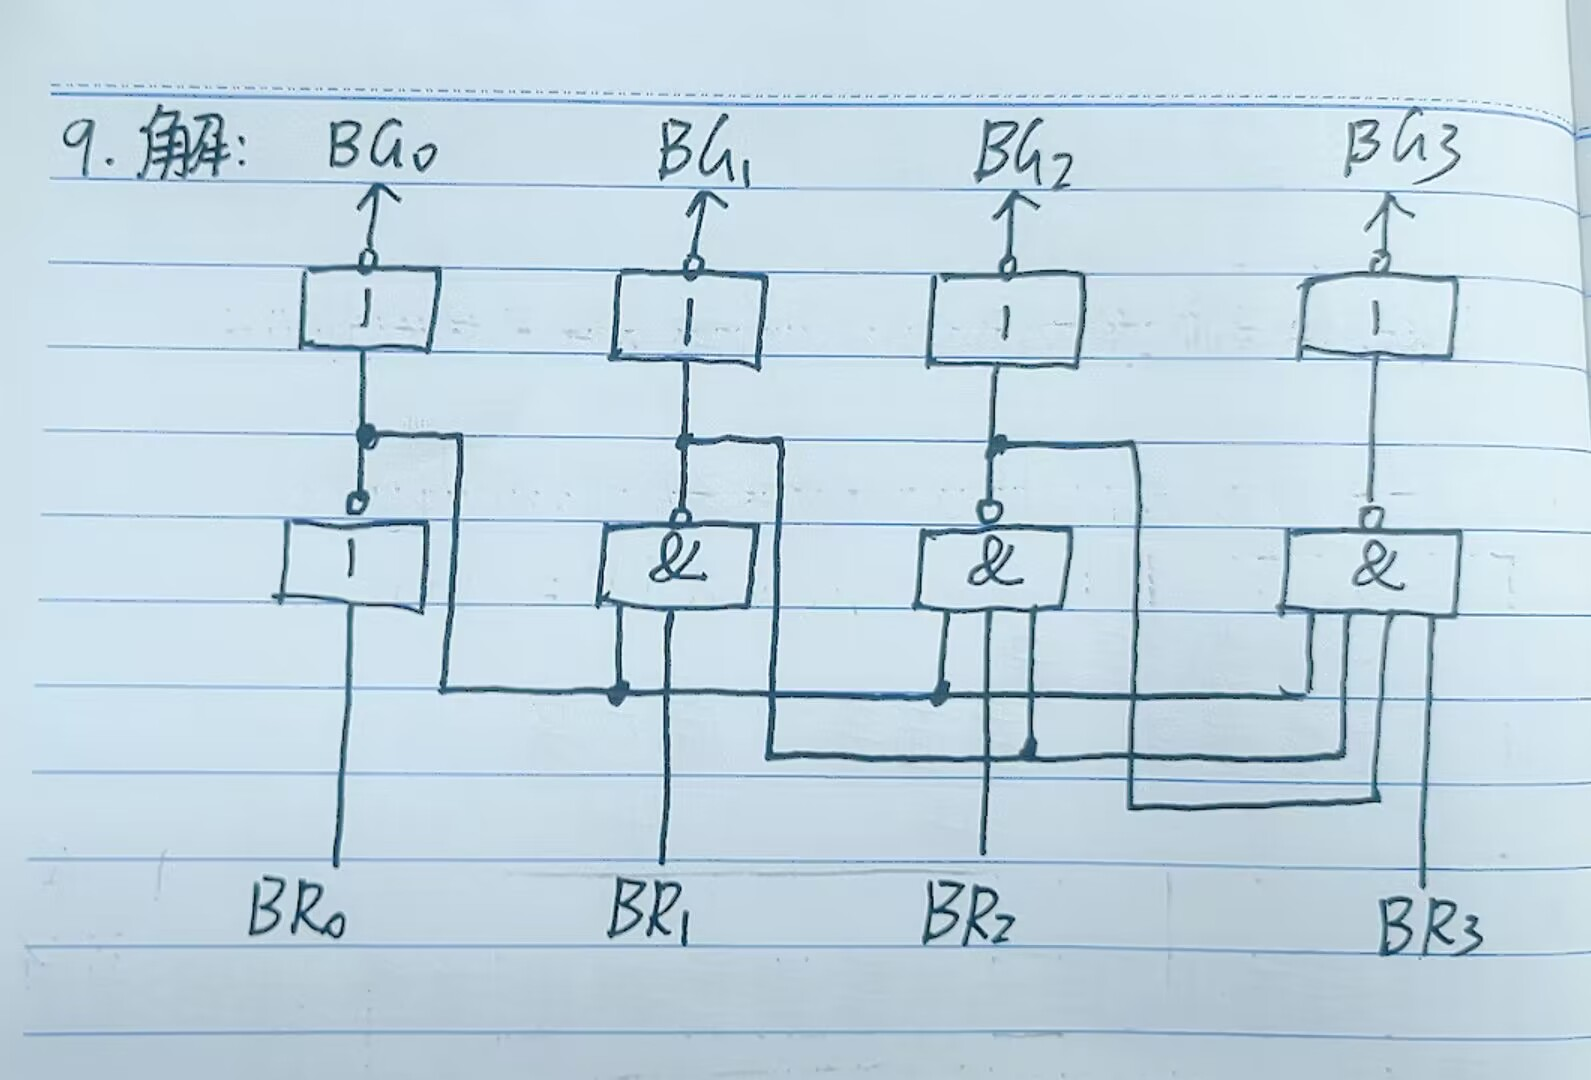 9. 解: BG₀ BG₁ BG₂ BG3
1 1 1 1
1 & & &
BR₀ BR₁ BR₂ BR3